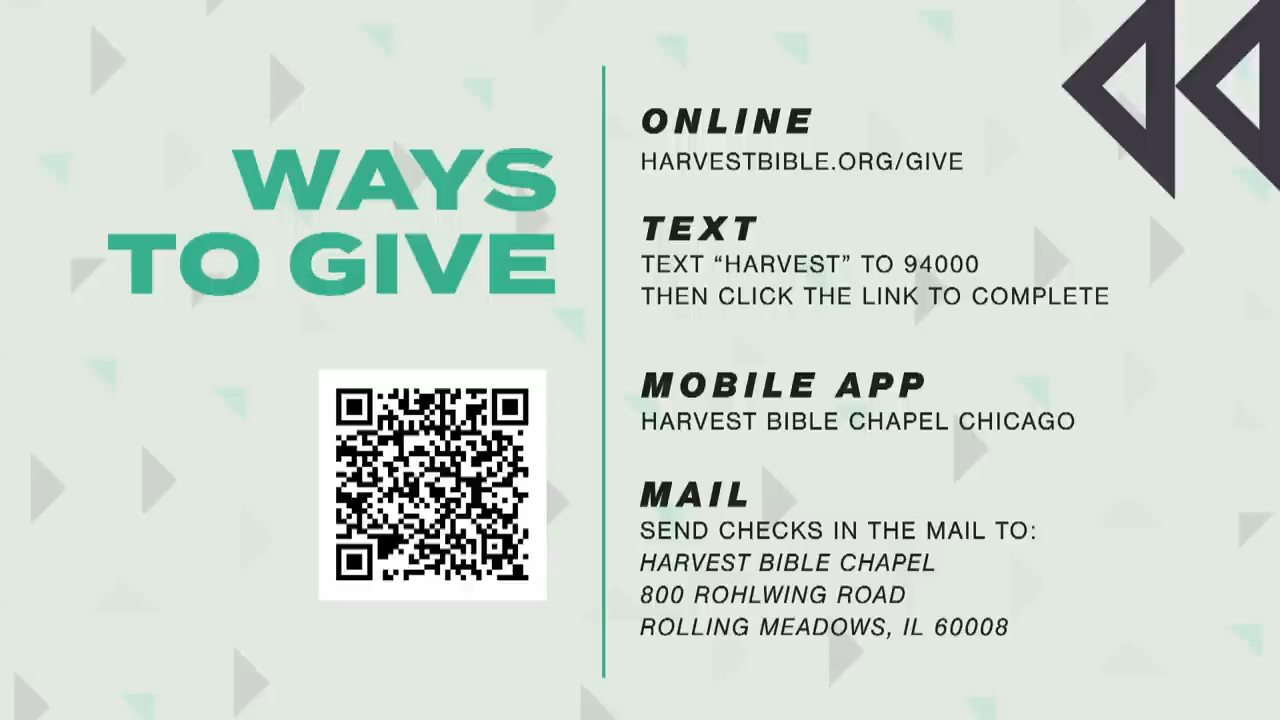 WAYS
TO GIVE
ONLINE
HARVESTBIBLE.ORG/GIVE
TEXT
TEXT “HARVEST” TO 94000
THEN CLICK THE LINK TO COMPLETE
MOBILE APP
HARVEST BIBLE CHAPEL CHICAGO
MAIL
SEND CHECKS IN THE MAIL TO:
HARVEST BIBLE CHAPEL
800 ROHLWING ROAD
ROLLING MEADOWS, IL 60008